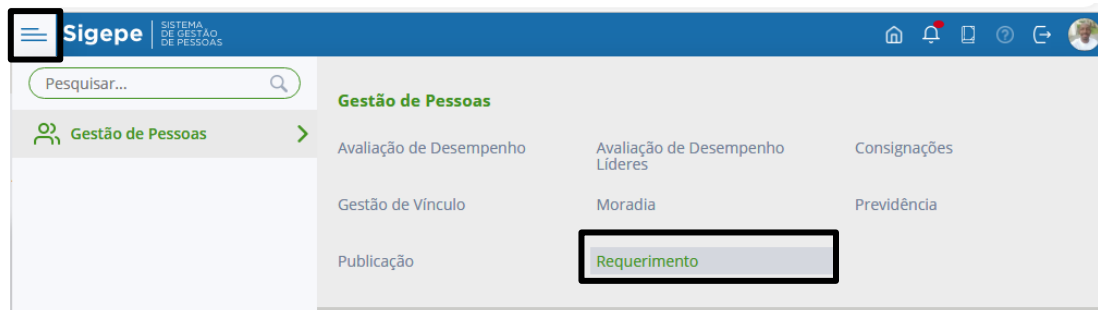 Sigepe
SISTEMA
DE GESTÃO
DE PESSOAS
Pesquisar...
Gestão de Pessoas
Gestão de Pessoas
Avaliação de Desempenho
Avaliação de Desempenho
Líderes
Consignações
Gestão de Vínculo
Moradia
Previdência
Publicação
Requerimento